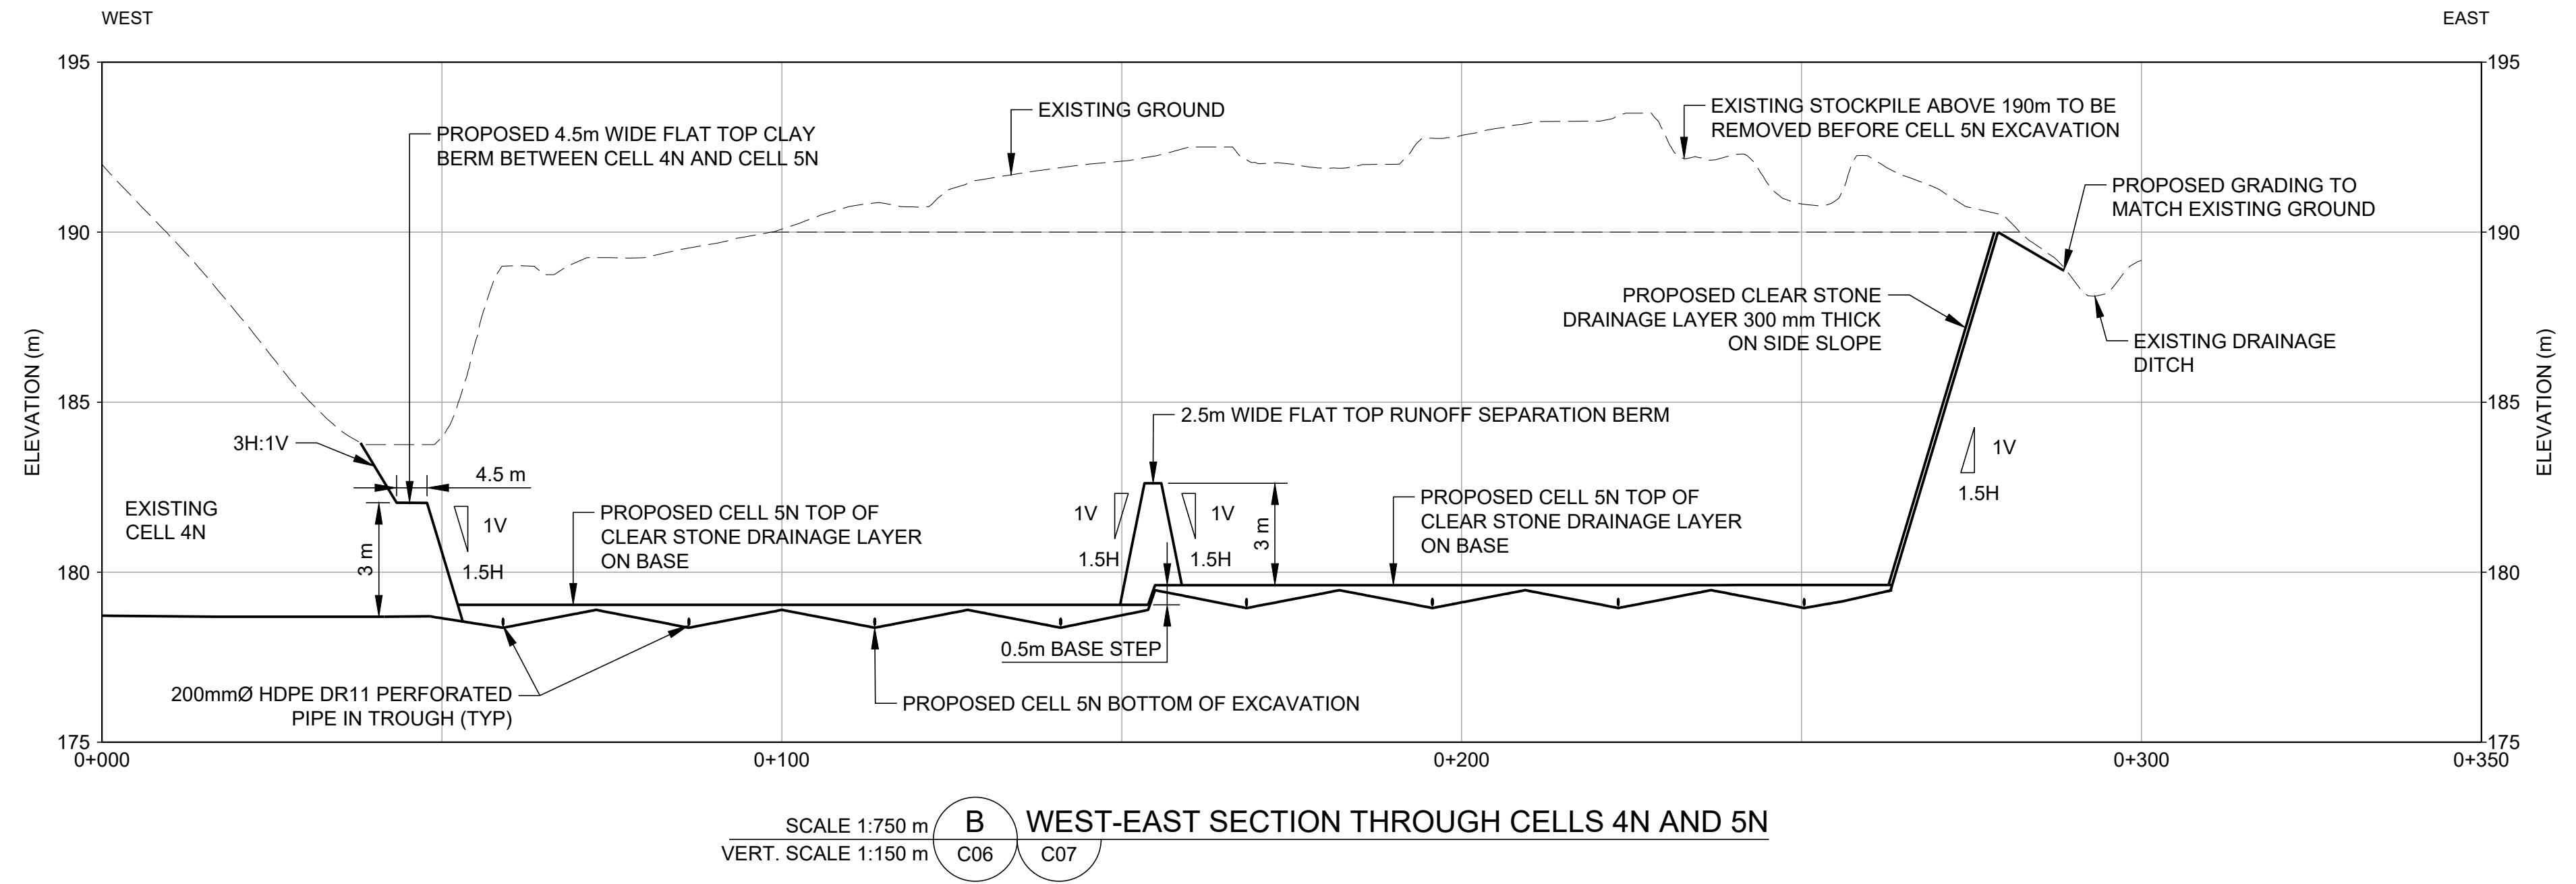 WEST
EAST
195
195
EXISTING GROUND
EXISTING STOCKPILE ABOVE 190m TO BE
REMOVED BEFORE CELL 5N EXCAVATION
PROPOSED 4.5m WIDE FLAT TOP CLAY
BERM BETWEEN CELL 4N AND CELL 5N
PROPOSED GRADING TO
MATCH EXISTING GROUND
190
190
PROPOSED CLEAR STONE
DRAINAGE LAYER 300 mm THICK
ON SIDE SLOPE
EXISTING DRAINAGE
DITCH
ELEVATION (m)
ELEVATION (m)
185
185
2.5m WIDE FLAT TOP RUNOFF SEPARATION BERM
3H:1V
1V
1.5H
4.5 m
EXISTING
CELL 4N
3 m
1V
1.5H
PROPOSED CELL 5N TOP OF
CLEAR STONE DRAINAGE LAYER
ON BASE
1V
1.5H
1V
1.5H
3 m
PROPOSED CELL 5N TOP OF
CLEAR STONE DRAINAGE LAYER
ON BASE
180
180
0.5m BASE STEP
200mmØ HDPE DR11 PERFORATED
PIPE IN TROUGH (TYP)
PROPOSED CELL 5N BOTTOM OF EXCAVATION
175
175
0+000
0+100
0+200
0+300
0+350
SCALE 1:750 m
VERT. SCALE 1:150 m
B
C06
C07
WEST-EAST SECTION THROUGH CELLS 4N AND 5N